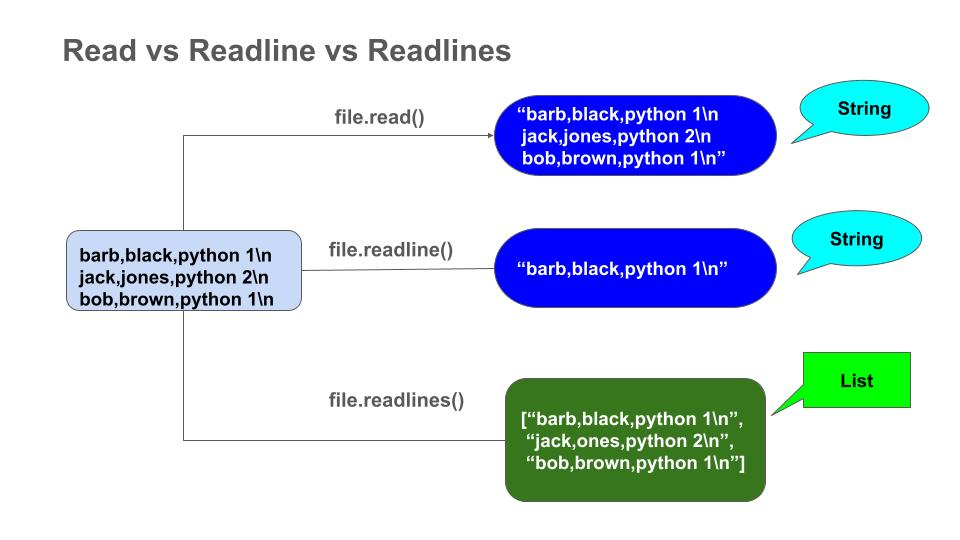 Read vs Readline vs Readlines
file.read()
“barb,black,python 1\n
jack,jones,python 2\n
bob,brown,python 1\n”
String
barb,black,python 1\n
jack,jones,python 2\n
bob,brown,python 1\n
file.readline()
“barb,black,python 1\n”
String
file.readlines()
[“barb,black,python 1\n”,
“jack,ones,python 2\n”,
“bob,brown,python 1\n”]
List